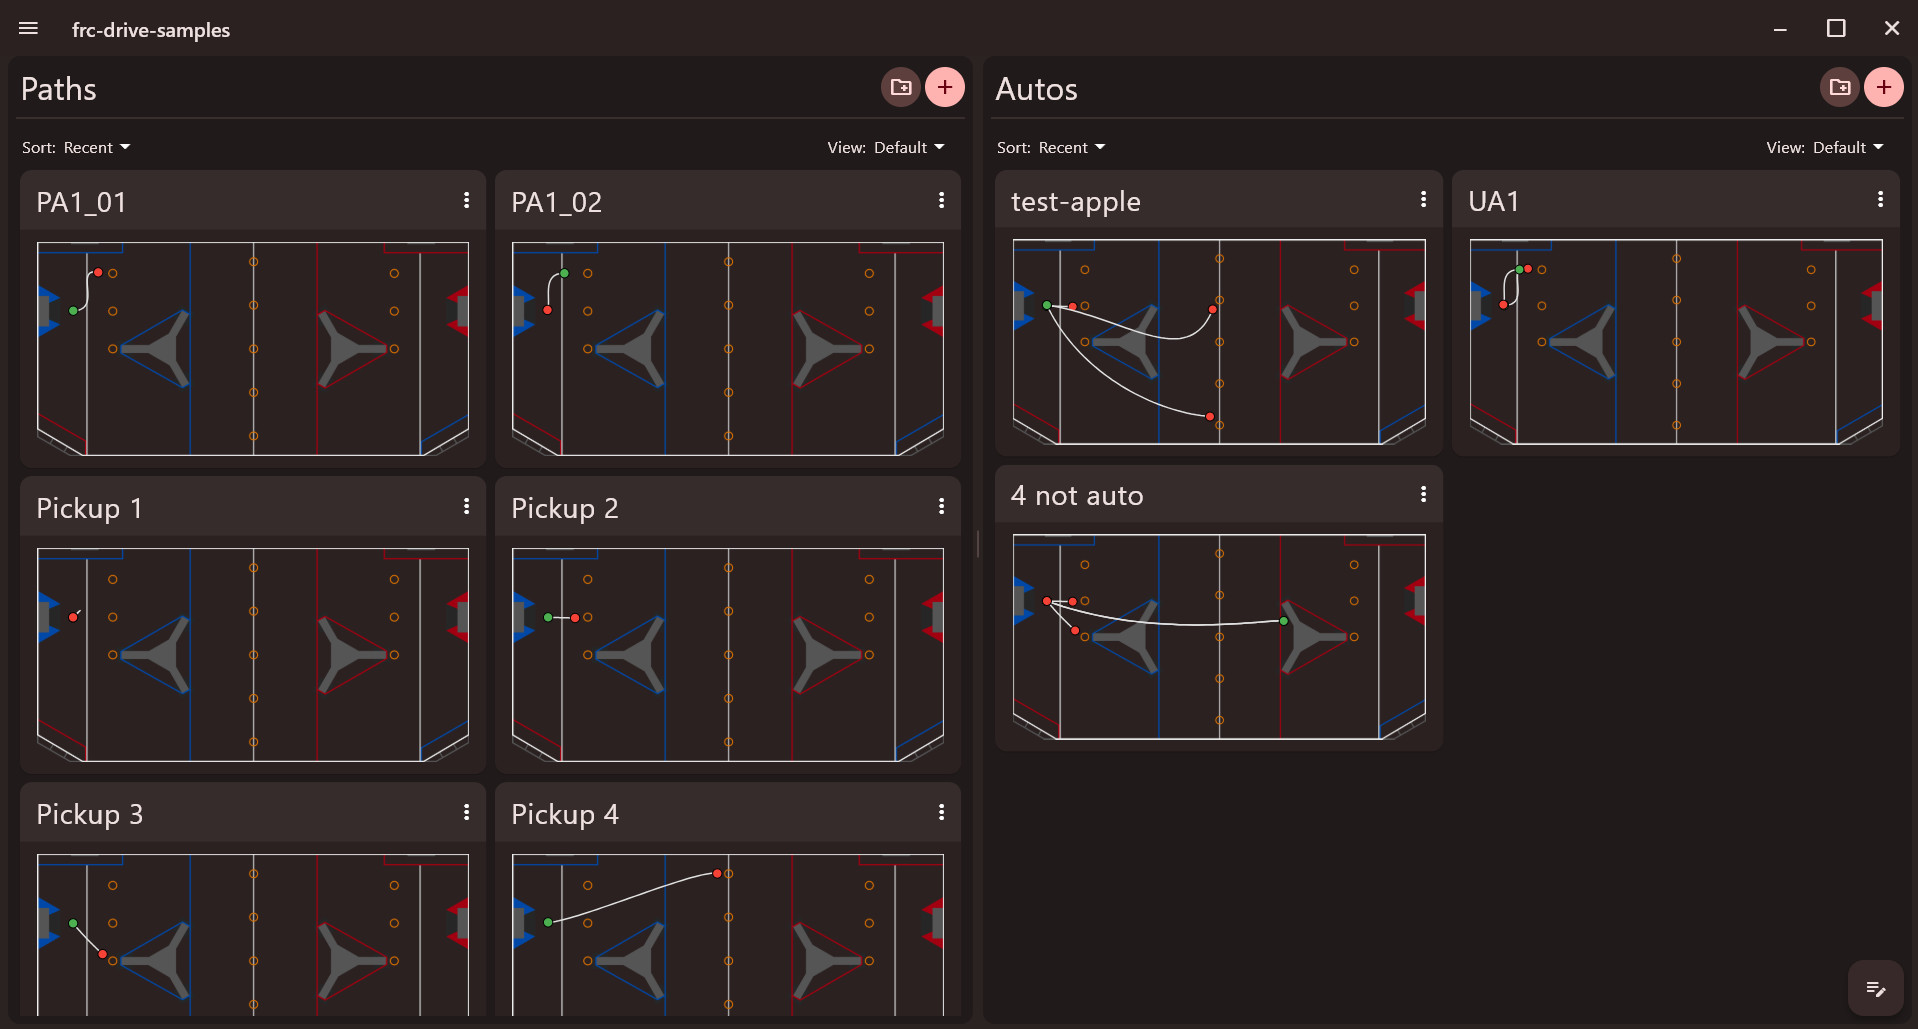 frc-drive-samples
Paths
Sort: Recent
View: Default
PA1_01
PA1_02
Pickup 1
Pickup 2
Pickup 3
Pickup 4
Autos
Sort: Recent
View: Default
test-apple
UA1
4 not auto